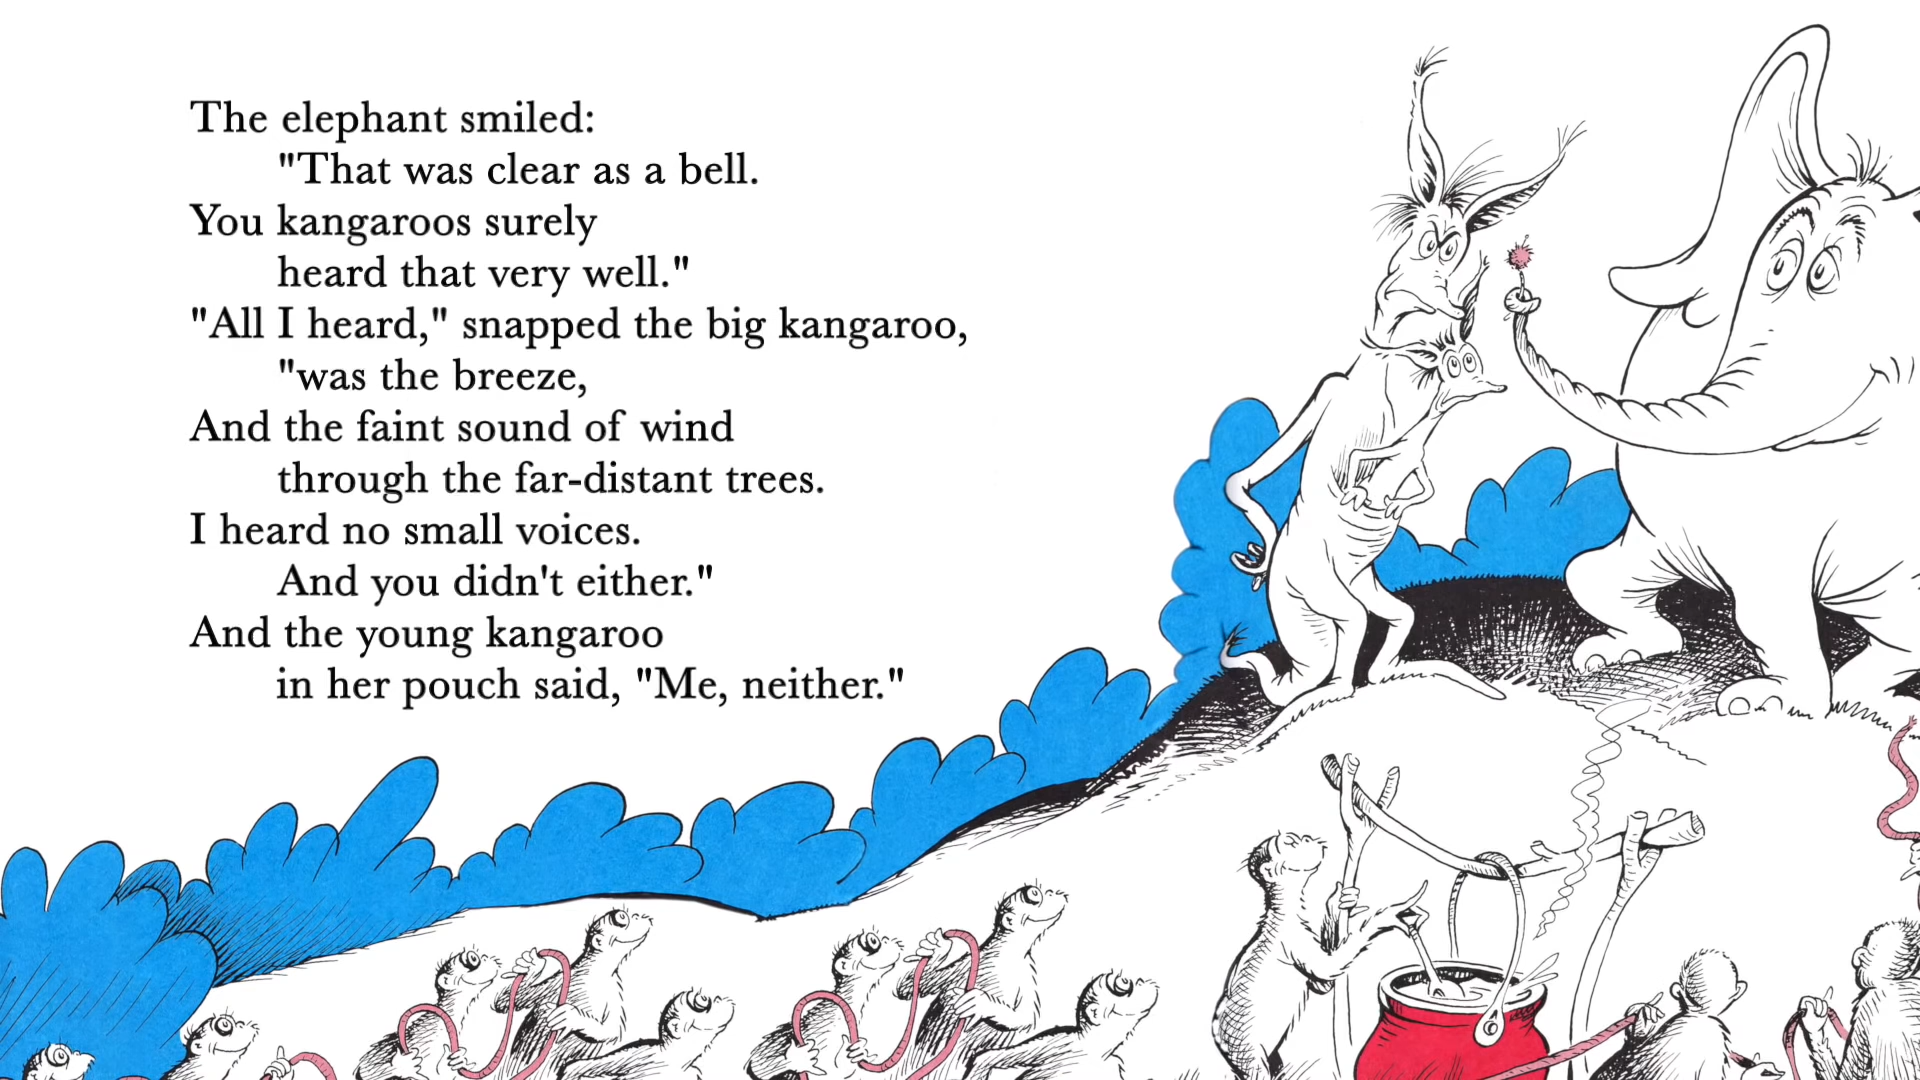 The elephant smiled:
"That was clear as a bell.
You kangaroos surely
heard that very well."
"All I heard," snapped the big kangaroo,
"was the breeze,
And the faint sound of wind
through the far-distant trees.
I heard no small voices.
And you didn't either."
And the young kangaroo
in her pouch said, "Me, neither."